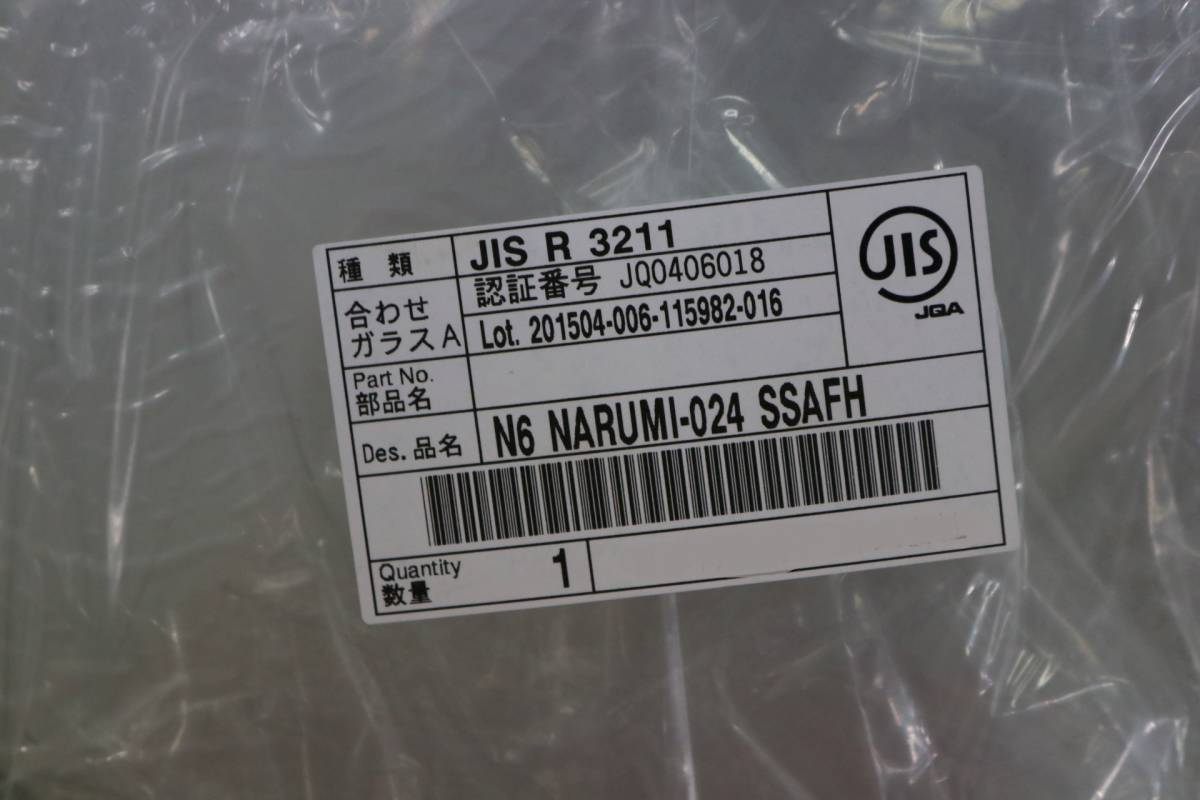 種 類 JIS R 3211
合わせ
ガラスA
認証番号 JQ0406018
Lot. 201504-006-115982-016
JIS
JQA
Part No.
部品名
Des. 品名 N6 NARUMI-024 SSAFH
Quantity
数量 1